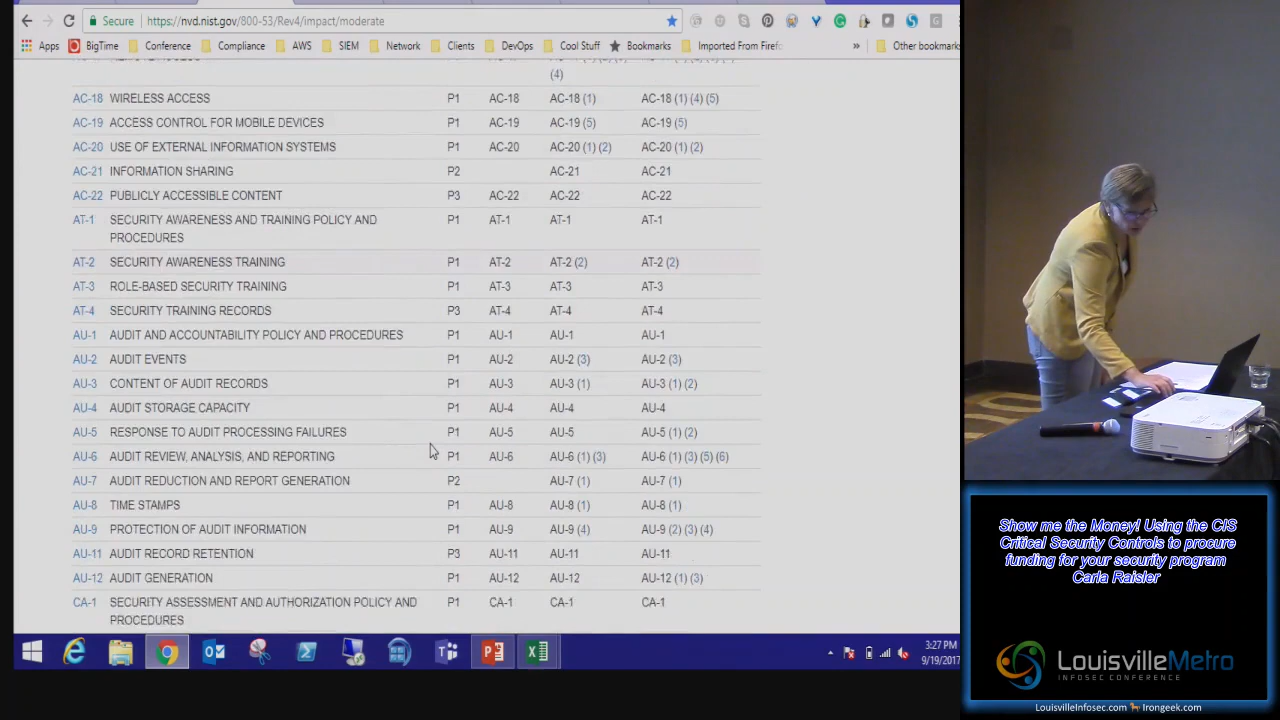 Secure https://nvd.nist.gov/800-53/Rev4/impact/moderate
Apps BigTime Conference Compliance AWS SIEM Network Clients DevOps Cool Stuff Bookmarks Imported From Firefo » Other bookmarks
(4)
AC-18 WIRELESS ACCESS P1 AC-18 AC-18 (1) AC-18 (1) (4) (5)
AC-19 ACCESS CONTROL FOR MOBILE DEVICES P1 AC-19 AC-19 (5) AC-19 (5)
AC-20 USE OF EXTERNAL INFORMATION SYSTEMS P1 AC-20 AC-20 (1) (2) AC-20 (1) (2)
AC-21 INFORMATION SHARING P2 AC-21 AC-21
AC-22 PUBLICLY ACCESSIBLE CONTENT P3 AC-22 AC-22 AC-22
AT-1 SECURITY AWARENESS AND TRAINING POLICY AND P1 AT-1 AT-1 AT-1
PROCEDURES
AT-2 SECURITY AWARENESS TRAINING P1 AT-2 AT-2 (2) AT-2 (2)
AT-3 ROLE-BASED SECURITY TRAINING P1 AT-3 AT-3 AT-3
AT-4 SECURITY TRAINING RECORDS P3 AT-4 AT-4 AT-4
AU-1 AUDIT AND ACCOUNTABILITY POLICY AND PROCEDURES P1 AU-1 AU-1 AU-1
AU-2 AUDIT EVENTS P1 AU-2 AU-2 (3) AU-2 (3)
AU-3 CONTENT OF AUDIT RECORDS P1 AU-3 AU-3 (1) AU-3 (1) (2)
AU-4 AUDIT STORAGE CAPACITY P1 AU-4 AU-4 AU-4
AU-5 RESPONSE TO AUDIT PROCESSING FAILURES P1 AU-5 AU-5 AU-5 (1) (2)
AU-6 AUDIT REVIEW, ANALYSIS, AND REPORTING P1 AU-6 AU-6 (1) (3) AU-6 (1) (3) (5) (6)
AU-7 AUDIT REDUCTION AND REPORT GENERATION P2 AU-7 (1) AU-7 (1)
AU-8 TIME STAMPS P1 AU-8 AU-8 (1) AU-8 (1)
AU-9 PROTECTION OF AUDIT INFORMATION P1 AU-9 AU-9 (4) AU-9 (2) (3) (4)
AU-11 AUDIT RECORD RETENTION P3 AU-11 AU-11 AU-11
AU-12 AUDIT GENERATION P1 AU-12 AU-12 AU-12 (1) (3)
CA-1 SECURITY ASSESSMENT AND AUTHORIZATION POLICY AND P1 CA-1 CA-1 CA-1
PROCEDURES
3:27 PM
9/19/2017
Show me the Money! Using the CIS
Critical Security Controls to procure
funding for your security program
Carla Raisler
LouisvilleMetro
INFOSEC CONFERENCE
LouisvilleInfosec.com Irongeek.com